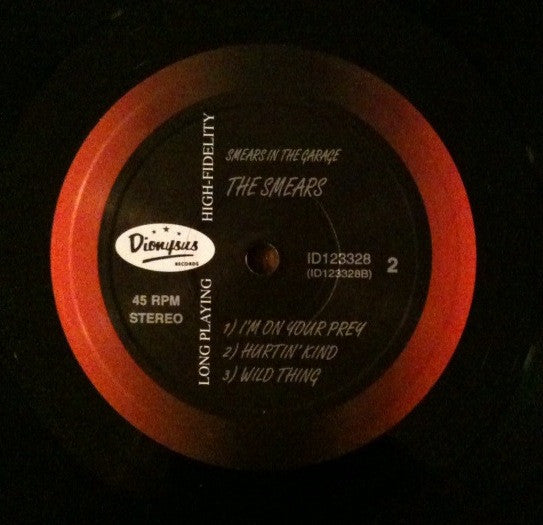 SMEARS IN THE GARAGE
THE SMEARS
LONG PLAYING HIGH-FIDELITY
Dionysus
RECORDS
ID123328
(ID123328B)
2
45 RPM
STEREO
1) I'M ON YOUR PREY
2) HURTIN' KIND
3) WILD THING